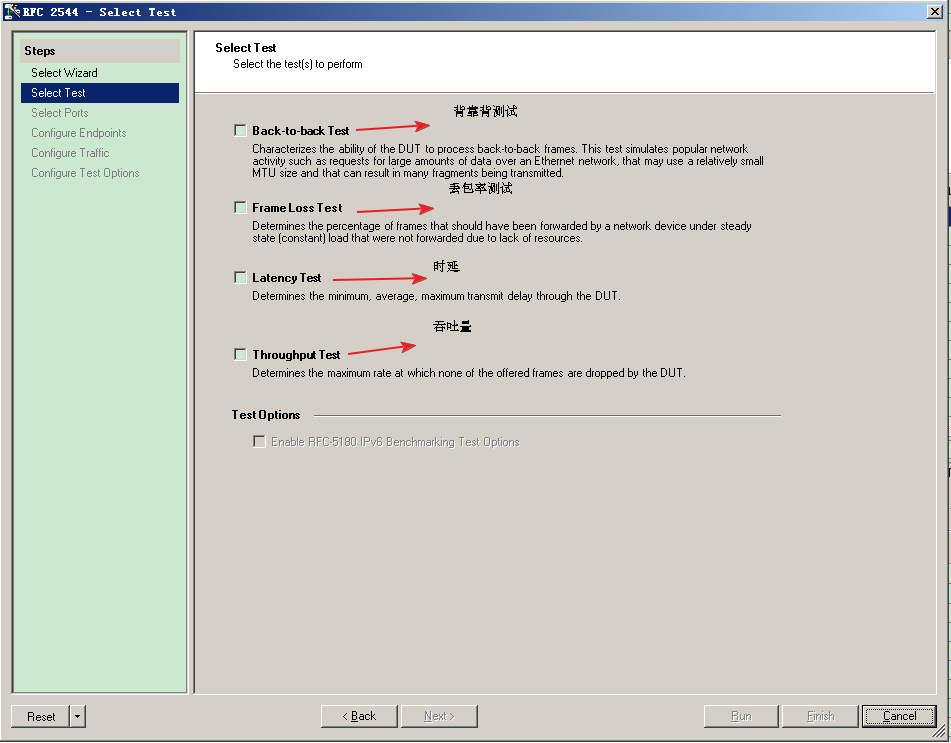 RFC 2544 - Select Test
Steps
Select Wizard
Select Test
Select Ports
Configure Endpoints
Configure Traffic
Configure Test Options
Select Test
Select the test(s) to perform
背靠背测试
Back-to-back Test
Characterizes the ability of the DUT to process back-to-back frames. This test simulates popular network
activity such as requests for large amounts of data over an Ethernet network, that may use a relatively small
MTU size and that can result in many fragments being transmitted.
丢包率测试
Frame Loss Test
Determines the percentage of frames that should have been forwarded by a network device under steady
state (constant) load that were not forwarded due to lack of resources.
时延
Latency Test
Determines the minimum, average, maximum transmit delay through the DUT.
吞吐量
Throughput Test
Determines the maximum rate at which none of the offered frames are dropped by the DUT.
Test Options
Enable RFC-5180 IPv6 Benchmarking Test Options
Reset
< Back
Next >
Run
Finish
Cancel